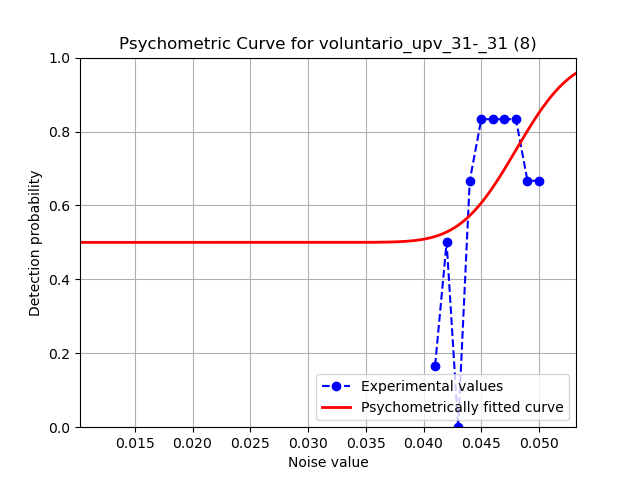 Psychometric Curve for voluntario_upv_31-_31 (8)
1.0
0.8
0.6
0.4
0.2
0.0
Detection probability
Experimental values
Psychometrically fitted curve
0.015 0.020 0.025 0.030 0.035 0.040 0.045 0.050
Noise value